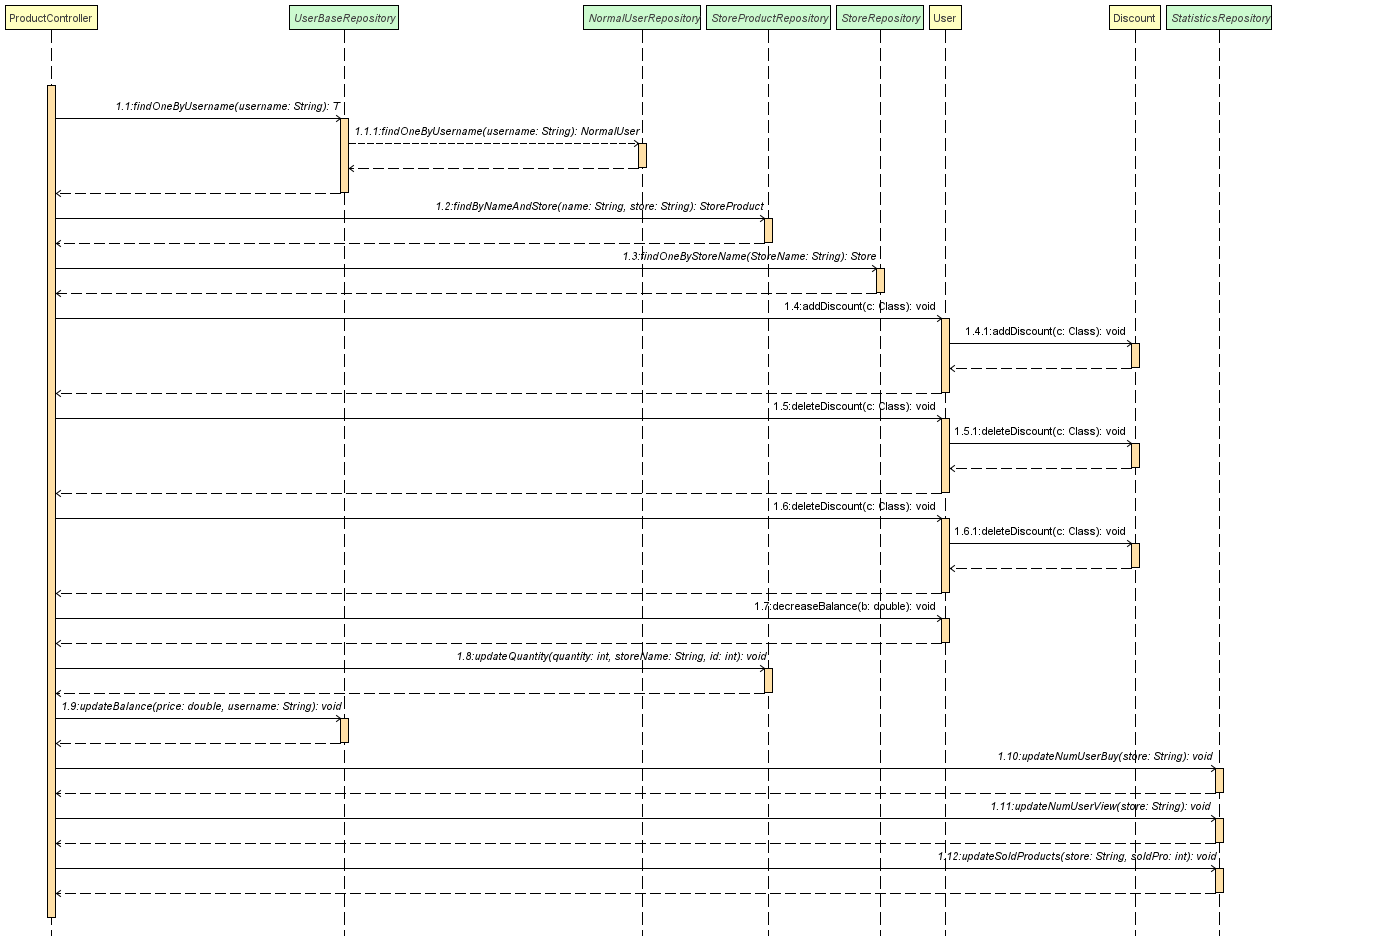 ProductController
UserBaseRepository
NormalUserRepository
StoreProductRepository
StoreRepository
User
Discount
StatisticsRepository
1.1:findOneByUsername(username: String): T
1.1.1:findOneByUsername(username: String): NormalUser
1.2:findByNameAndStore(name: String, store: String): StoreProduct
1.3:findOneByStoreName(StoreName: String): Store
1.4:addDiscount(c: Class): void
1.4.1:addDiscount(c: Class): void
1.5:deleteDiscount(c: Class): void
1.5.1:deleteDiscount(c: Class): void
1.6:deleteDiscount(c: Class): void
1.6.1:deleteDiscount(c: Class): void
1.7:decreaseBalance(b: double): void
1.8:updateQuantity(quantity: int, storeName: String, id: int): void
1.9:updateBalance(price: double, username: String): void
1.10:updateNumUserBuy(store: String): void
1.11:updateNumUserView(store: String): void
1.12:updateSoldProducts(store: String, soldPro: int): void